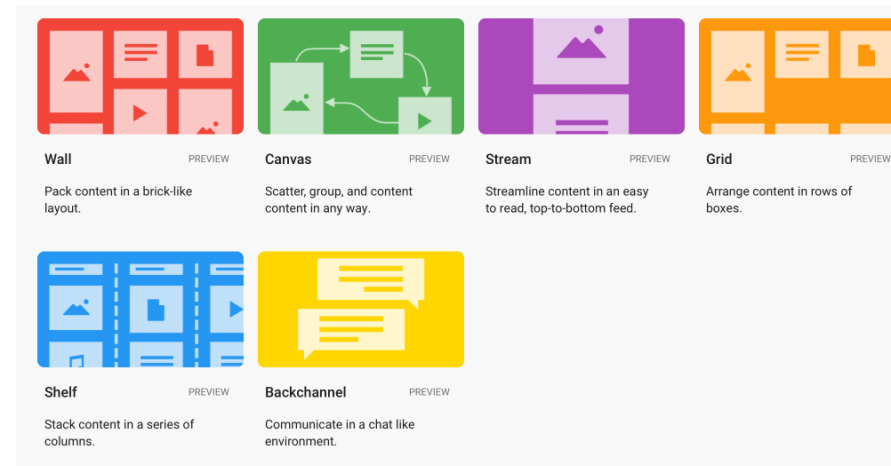 Wall PREVIEW
Pack content in a brick-like
layout.
Canvas PREVIEW
Scatter, group, and content
content in any way.
Stream PREVIEW
Streamline content in an easy
to read, top-to-bottom feed.
Grid PREVIEW
Arrange content in rows of
boxes.
Shelf PREVIEW
Stack content in a series of
columns.
Backchannel PREVIEW
Communicate in a chat like
environment.